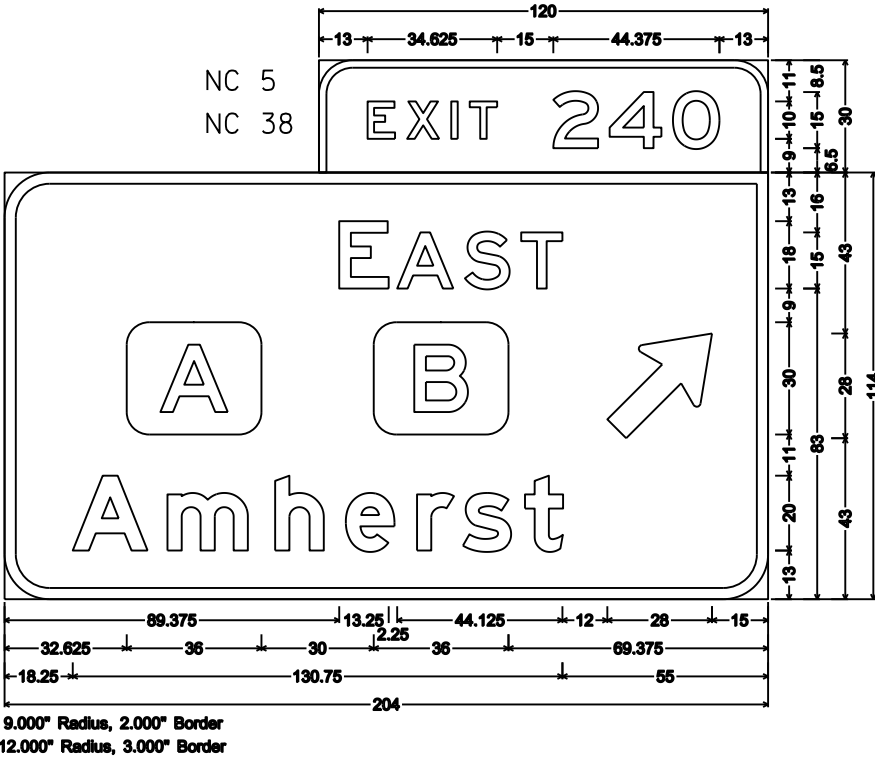 120
13 34.625 15 44.375 13
NC 5
NC 38
EXIT 240
11 10 9
8.5 15 6.5
30
EAST
A B
Amherst
13 18 9 30 11 20 13
16 15 83
43 28 43
114
89.375 13.25 2.25 44.125 12 28 15
32.625 36 30 36 69.375
18.25 130.75 55
204
9.000" Radius, 2.000" Border
12.000" Radius, 3.000" Border